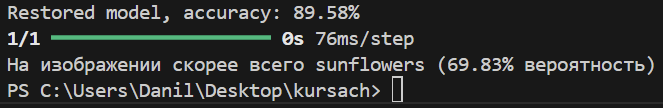 Restored model, accuracy: 89.58%
1/1 ━━━━━━━━━━━━━━━━━━━━ 0s 76ms/step
На изображении скорее всего sunflowers (69.83% вероятность)
PS C:\Users\Danil\Desktop\kursach>